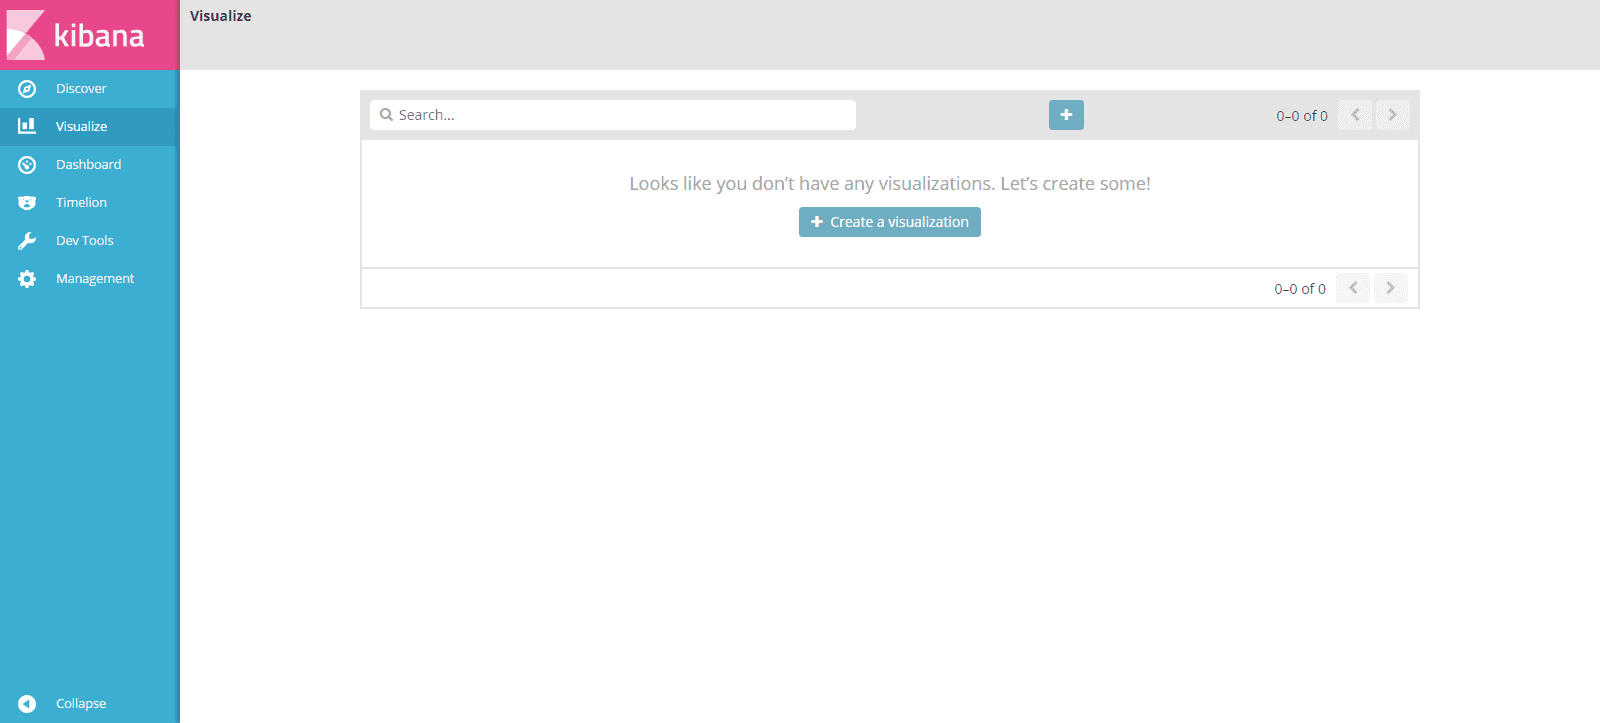 kibana
Visualize
Discover
Visualize
Dashboard
Timelion
Dev Tools
Management
Collapse
Search...
0–0 of 0
Looks like you don’t have any visualizations. Let’s create some!
Create a visualization
0–0 of 0